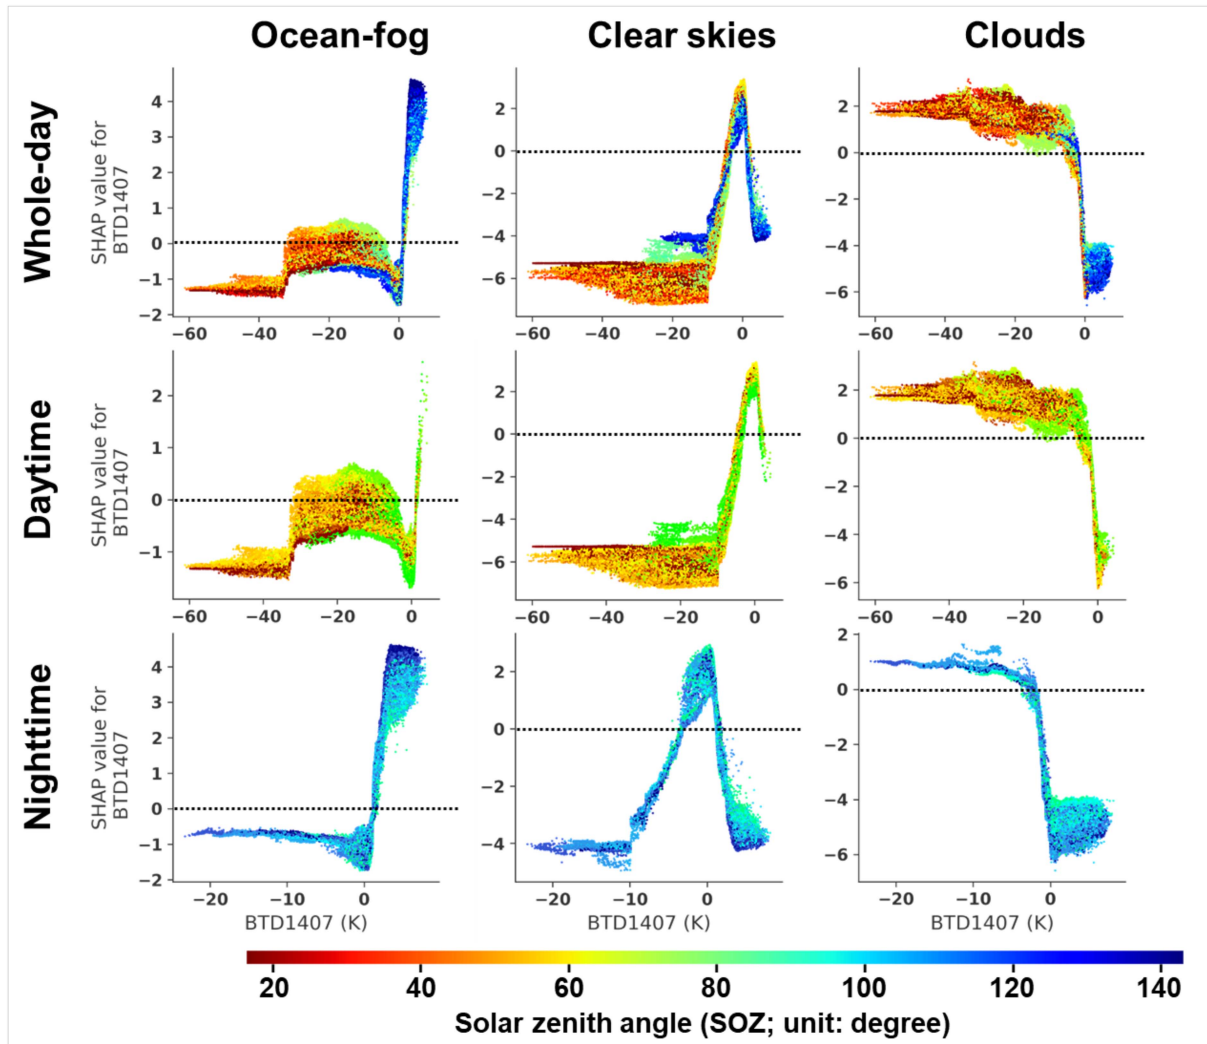 Ocean-fog Clear skies Clouds
Whole-day
SHAP value for
BTD1407
4
3
2
1
0
−1
−2
−60 −40 −20 0
2
0
−2
−4
−6
−60 −40 −20 0
2
0
−2
−4
−6
−60 −40 −20 0
Daytime
SHAP value for
BTD1407
2
1
0
−1
−60 −40 −20 0
2
0
−2
−4
−6
−60 −40 −20 0
2
0
−2
−4
−6
−60 −40 −20 0
Nighttime
SHAP value for
BTD1407
4
3
2
1
0
−1
−2
−20 −10 0
BTD1407 (K)
2
0
−2
−4
−20 −10 0
BTD1407 (K)
2
0
−2
−4
−6
−20 −10 0
BTD1407 (K)
20 40 60 80 100 120 140
Solar zenith angle (SOZ; unit: degree)